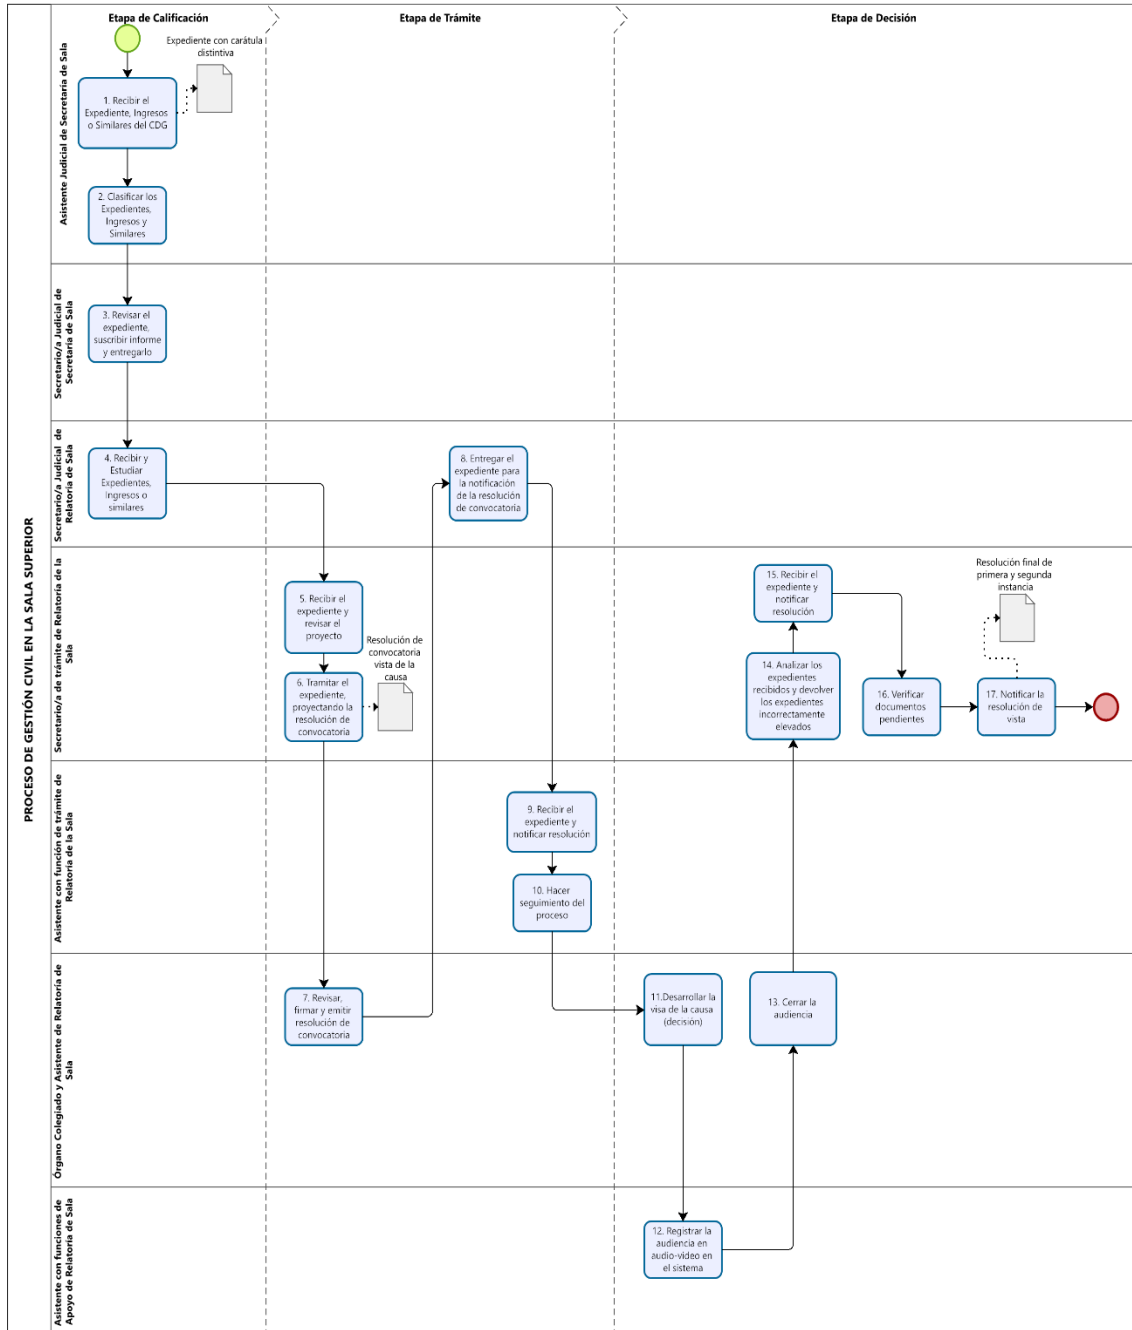 PROCESO DE GESTIÓN CIVIL EN LA SALA SUPERIOR
Etapa de Calificación
Etapa de Trámite
Etapa de Decisión
Asistente Judicial de Secretaría de Sala
Expediente con carátula
distintiva
1. Recibir el
Expediente, Ingresos
o Similares del CDG
2. Clasificar los
Expedientes,
Ingresos y
Similares
Secretario/a Judicial de
Secretaría de Sala
3. Revisar el
expediente,
suscribir informe
y entregarlo
Secretario/a Judicial de
Relatoría de Sala
4. Recibir y
Estudiar
Expedientes,
Ingresos o
similares
8. Entregar el
expediente para
la notificación
de la resolución
de convocatoria
Secretario/a de trámite de Relatoría de la
Sala
5. Recibir el
expediente y
revisar el
proyecto
Resolución de
convocatoria
vista de la
causa
6. Tramitar el
expediente,
proyectando la
resolución de
convocatoria
15. Recibir el
expediente y
notificar
resolución
Resolución final de
primera y segunda
instancia
14. Analizar los
expedientes
recibidos y devolver
los expedientes
incorrectamente
elevados
16. Verificar
documentos
pendientes
17. Notificar la
resolución de
vista
Asistente con función de trámite de
Relatoría de la Sala
9. Recibir el
expediente y
notificar resolución
10. Hacer
seguimiento del
proceso
Órgano Colegiado y Asistente de Relatoría de
Sala
7. Revisar,
firmar y emitir
resolución de
convocatoria
11.Desarrollar la
visa de la causa
(decisión)
13. Cerrar la
audiencia
Asistente con funciones de
Apoyo de Relatoría de Sala
12. Registrar la
audiencia en
audio-video en
el sistema